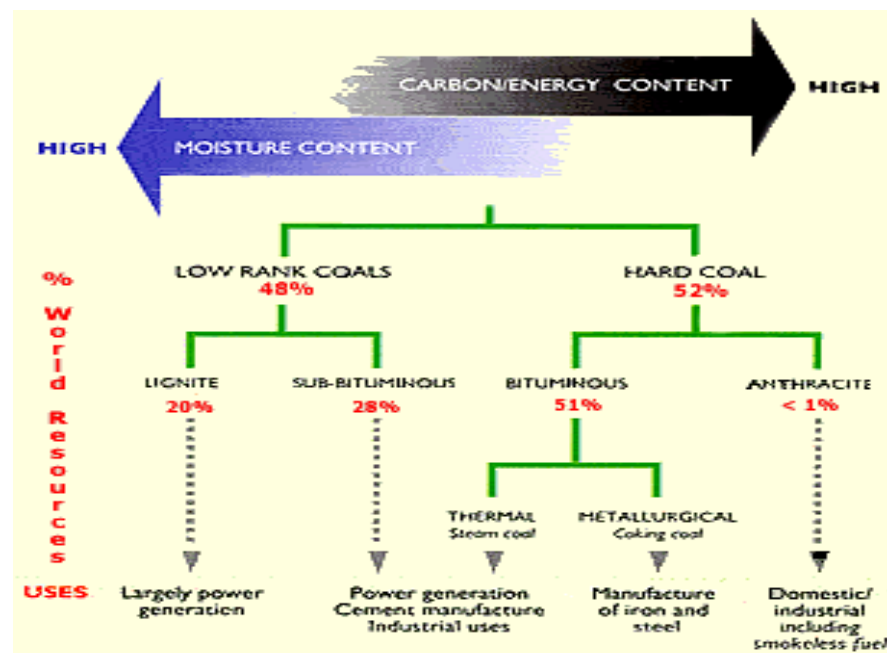 CARBON/ENERGY CONTENT
HIGH
HIGH
MOISTURE CONTENT
% World Resources
LOW RANK COALS
48%
HARD COAL
52%
LIGNITE
20%
SUB-BITUMINOUS
28%
BITUMINOUS
51%
ANTHRACITE
< 1%
THERMAL
Steam coal
METALLURGICAL
Coking coal
USES
Largely power
generation
Power generation
Cement manufacture
Industrial uses
Manufacture
of iron and
steel
Domestic/
industrial
including
smokeless fuel